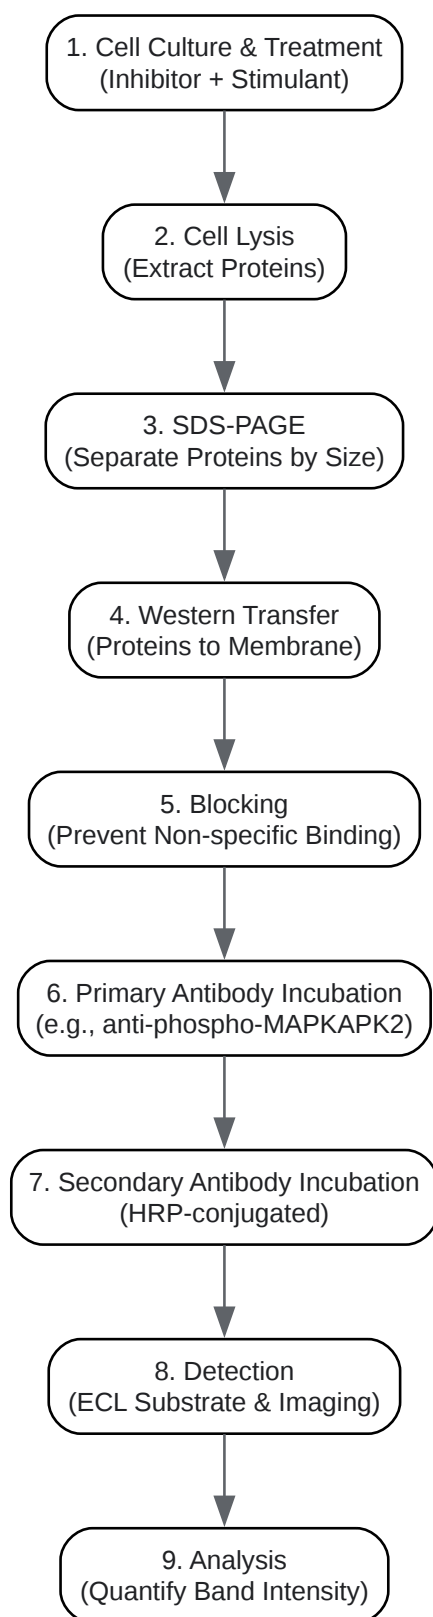 1. Cell Culture & Treatment
(Inhibitor + Stimulant)
2. Cell Lysis
(Extract Proteins)
3. SDS-PAGE
(Separate Proteins by Size)
4. Western Transfer
(Proteins to Membrane)
5. Blocking
(Prevent Non-specific Binding)
6. Primary Antibody Incubation
(e.g., anti-phospho-MAPKAPK2)
7. Secondary Antibody Incubation
(HRP-conjugated)
8. Detection
(ECL Substrate & Imaging)
9. Analysis
(Quantify Band Intensity)